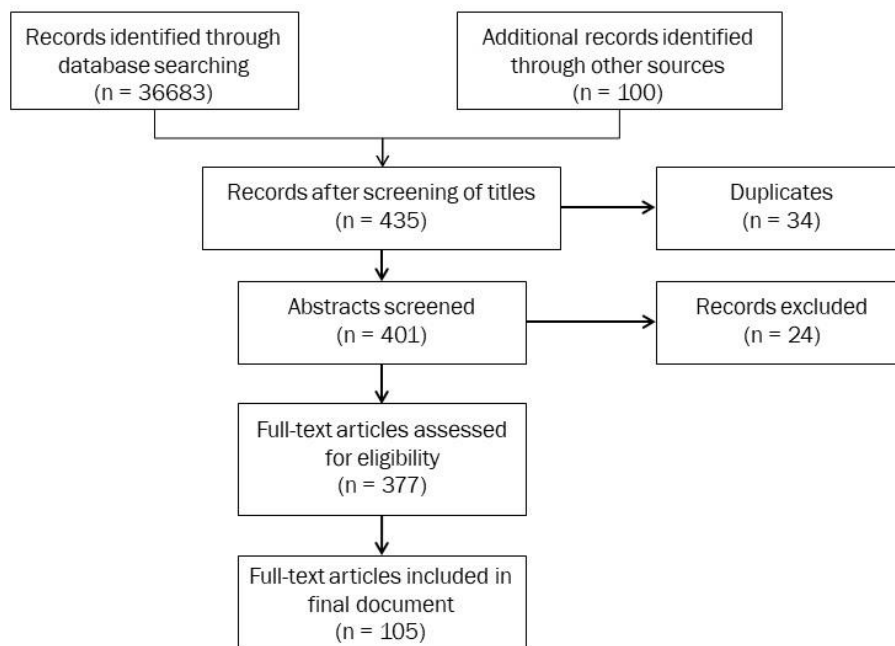 Records identified through
database searching
(n = 36683)
Additional records identified
through other sources
(n = 100)
Records after screening of titles
(n = 435)
Duplicates
(n = 34)
Abstracts screened
(n = 401)
Records excluded
(n = 24)
Full-text articles assessed
for eligibility
(n = 377)
Full-text articles included in
final document
(n = 105)